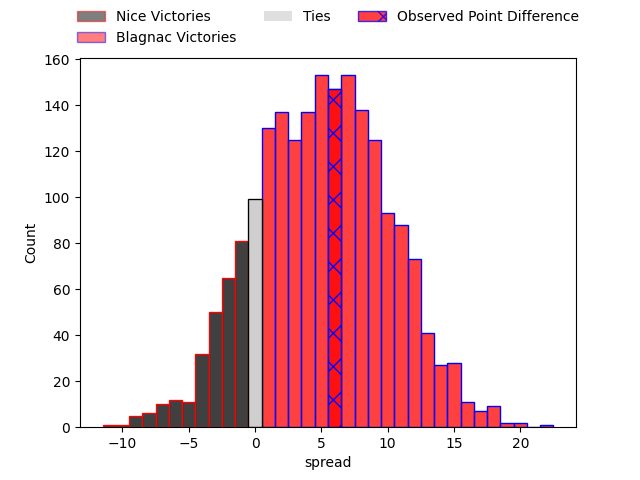 Nice Victories
Ties
Observed Point Difference
Blagnac Victories
160
140
120
100
80
60
40
20
0
Count
−10
−5
0
5
10
15
20
spread